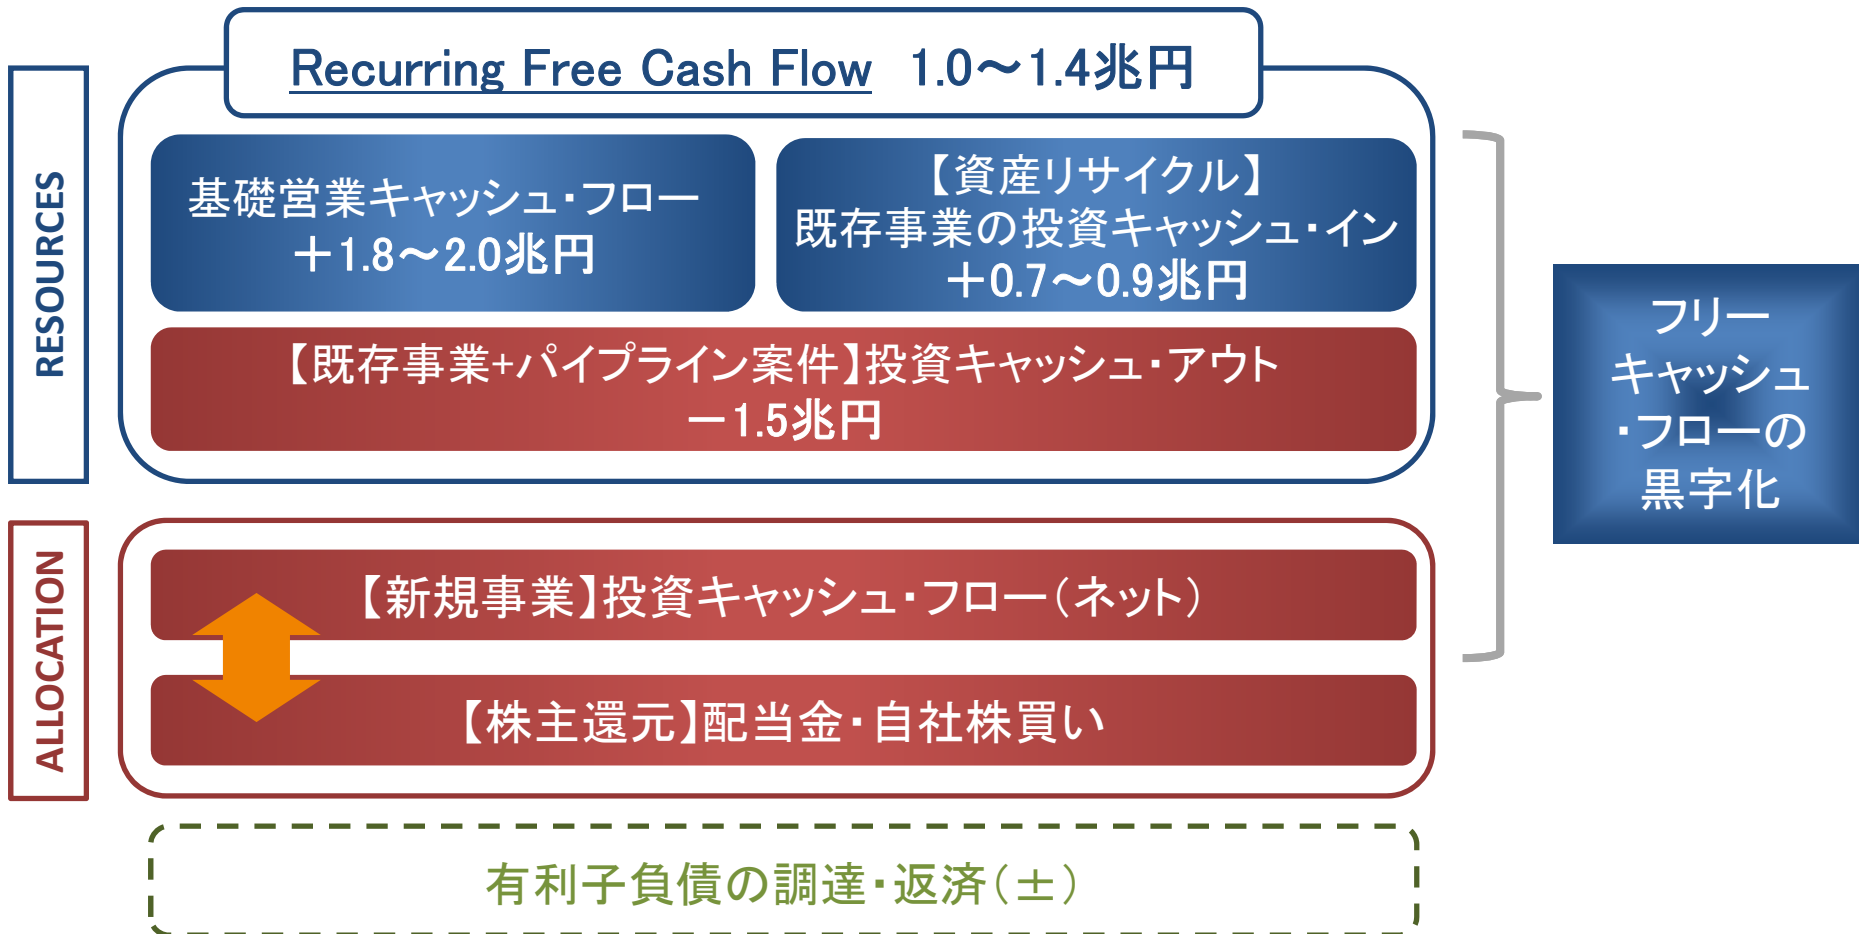 Recurring Free Cash Flow 1.0～1.4兆円
RESOURCES
基礎営業キャッシュ・フロー
＋1.8～2.0兆円
【資産リサイクル】
既存事業の投資キャッシュ・イン
＋0.7～0.9兆円
【既存事業+パイプライン案件】投資キャッシュ・アウト
－1.5兆円
フリー
キャッシュ
・フローの
黒字化
ALLOCATION
【新規事業】投資キャッシュ・フロー（ネット）
【株主還元】配当金・自社株買い
有利子負債の調達・返済（±）